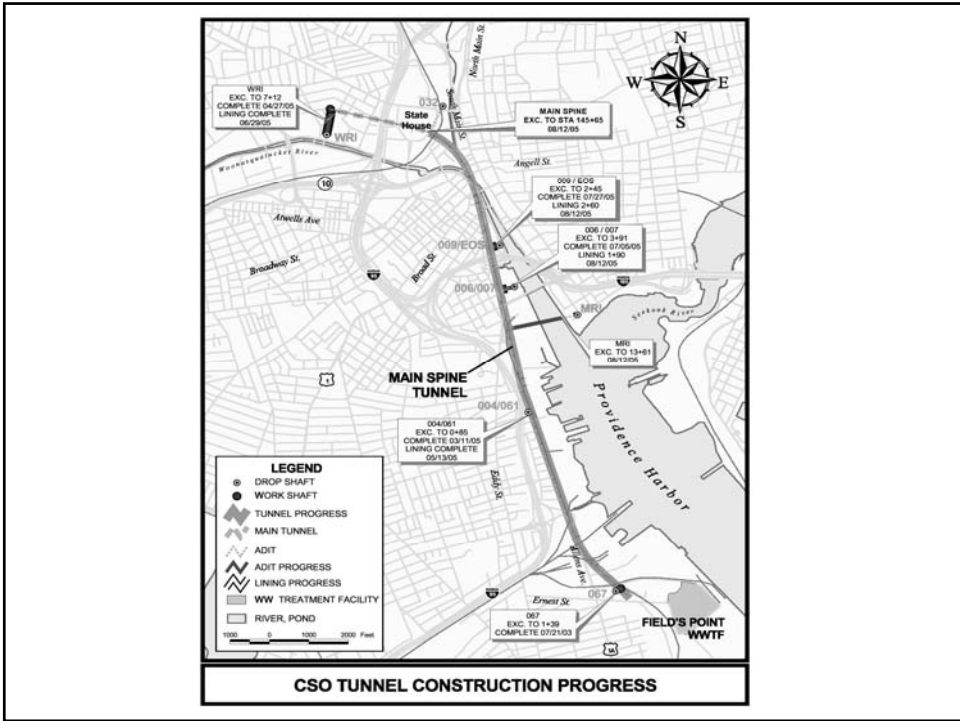 N
W
E
S
North Main St.
South Main St.
WRI
EXC. TO 7+12
COMPLETE 04/27/05
LINING COMPLETE
06/29/05
032
State
House
MAIN SPINE
EXC. TO STA 145+65
08/12/05
WRI
Woonasquatucket River
Angell St.
10
009 / EOS
EXC. TO 2+45
COMPLETE 07/27/05
LINING 2+60
08/12/05
Atwells Ave
009/EOS
006 / 007
EXC. TO 3+91
COMPLETE 07/05/05
LINING 1+90
08/12/05
Broad St.
Broadway St.
95
195
006/007
MRI
Seekonk River
MRI
EXC. TO 13+61
08/12/05
MAIN SPINE
TUNNEL
1
Providence Harbor
004/061
004/061
EXC. TO 0+85
COMPLETE 03/11/05
LINING COMPLETE
05/13/05
Eddy St.
LEGEND
DROP SHAFT
WORK SHAFT
TUNNEL PROGRESS
MAIN TUNNEL
ADIT
ADIT PROGRESS
LINING PROGRESS
WW TREATMENT FACILITY
RIVER, POND
1000 0 1000 2000 Feet
Allens Ave.
95
067
Ernest St.
067
EXC. TO 1+39
COMPLETE 07/21/03
FIELD'S POINT
WWTF
1A
CSO TUNNEL CONSTRUCTION PROGRESS